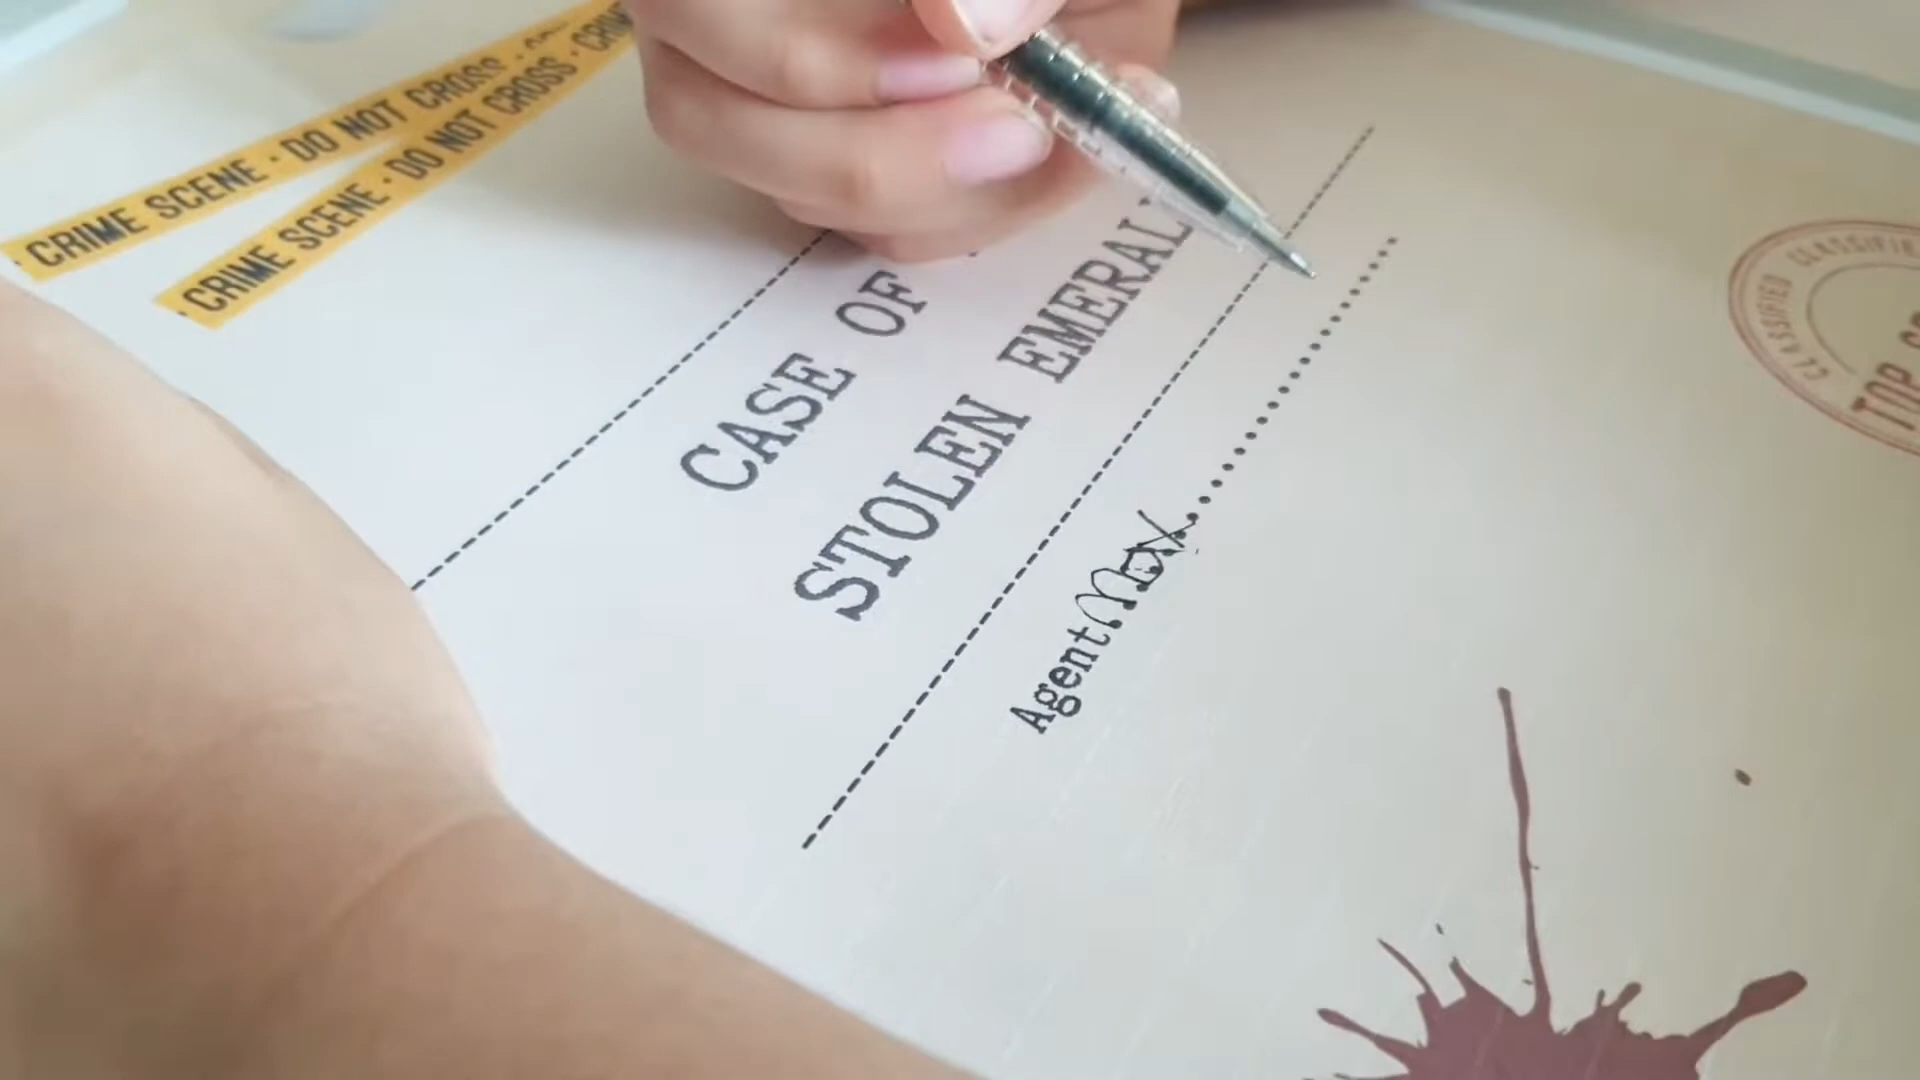 CRIME SCENE · DO NOT CROSS ·
CRIME SCENE · DO NOT CROSS · CRIM
CASE OF
STOLEN EMERAL
Agent Max..................
CLASSIFIED CLASSIFIE
TOP